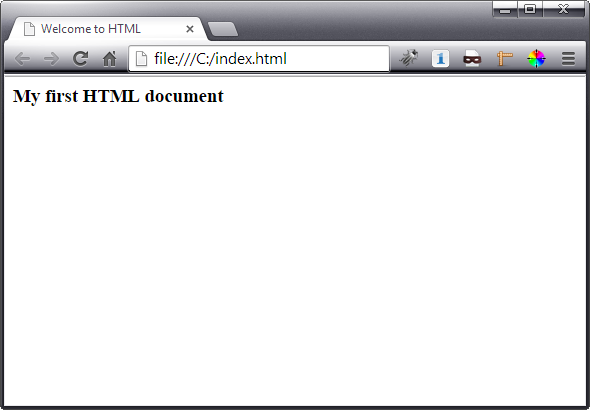 Welcome to HTML
file:///C:/index.html
My first HTML document